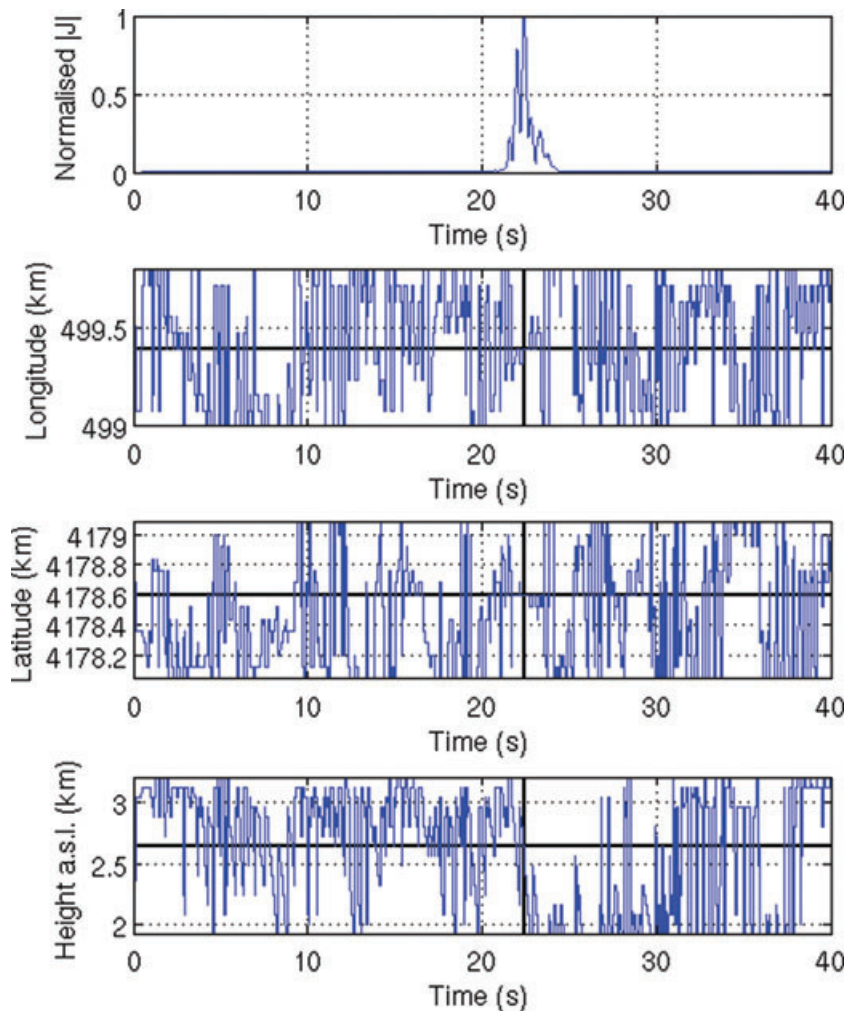 Normalised |J|
1
0.5
0
0 10 20 30 40
Time (s)
Longitude (km)
499.5
499
0 10 20 30 40
Time (s)
Latitude (km)
4179
4178.8
4178.6
4178.4
4178.2
0 10 20 30 40
Time (s)
Height a.s.l. (km)
3
2.5
2
0 10 20 30 40
Time (s)